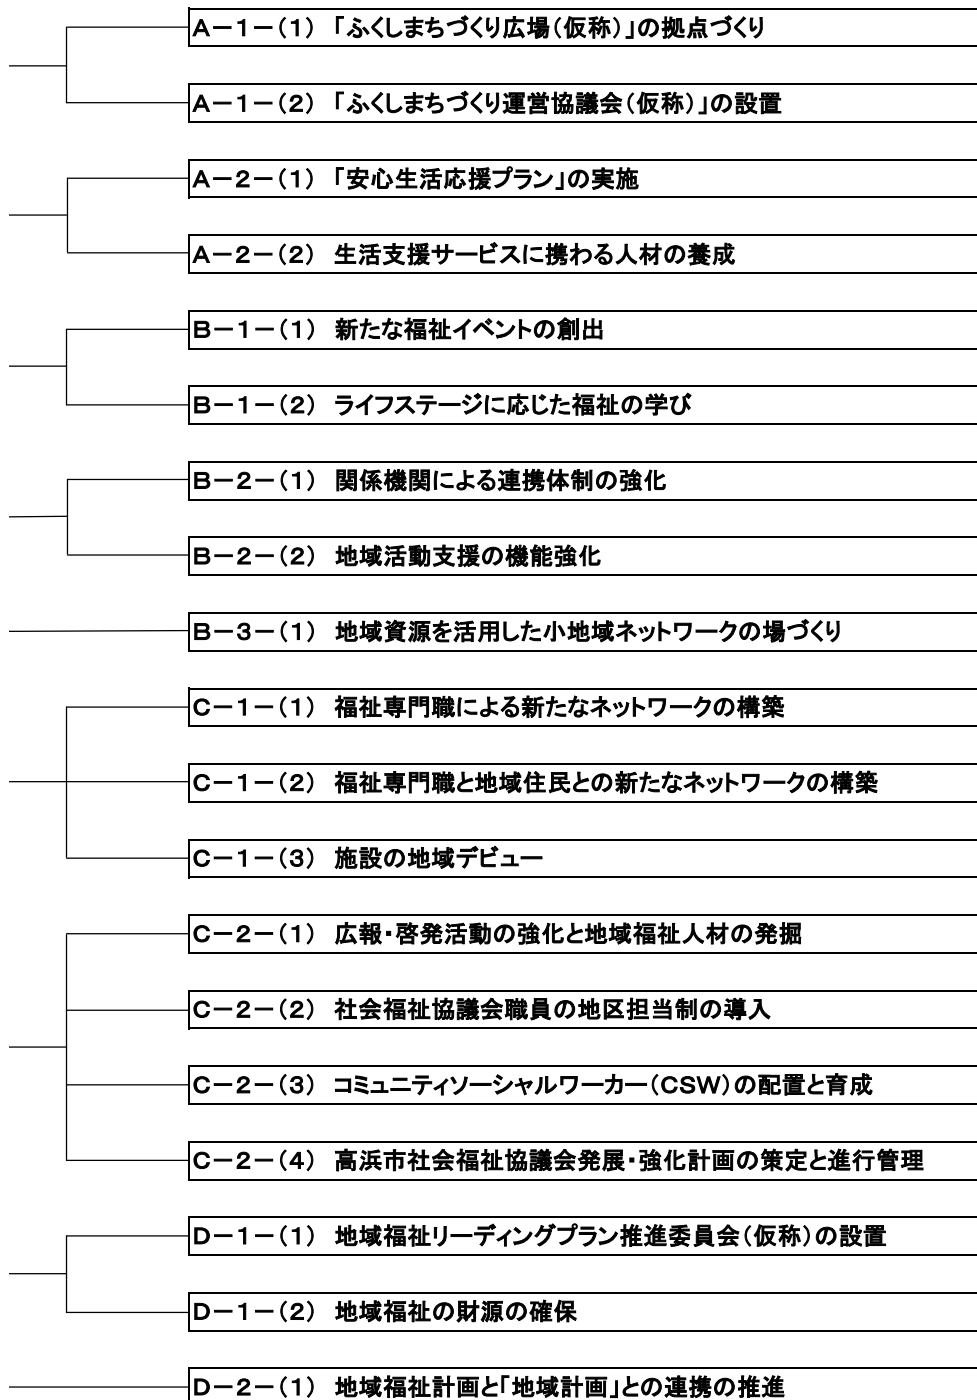 A－1－(1) 「ふくしまちづくり広場(仮称)」の拠点づくり
A－1－(2) 「ふくしまちづくり運営協議会(仮称)」の設置
A－2－(1) 「安心生活応援プラン」の実施
A－2－(2) 生活支援サービスに携わる人材の養成
B－1－(1) 新たな福祉イベントの創出
B－1－(2) ライフステージに応じた福祉の学び
B－2－(1) 関係機関による連携体制の強化
B－2－(2) 地域活動支援の機能強化
B－3－(1) 地域資源を活用した小地域ネットワークの場づくり
C－1－(1) 福祉専門職による新たなネットワークの構築
C－1－(2) 福祉専門職と地域住民との新たなネットワークの構築
C－1－(3) 施設の地域デビュー
C－2－(1) 広報・啓発活動の強化と地域福祉人材の発掘
C－2－(2) 社会福祉協議会職員の地区担当制の導入
C－2－(3) コミュニティソーシャルワーカー(CSW)の配置と育成
C－2－(4) 高浜市社会福祉協議会発展・強化計画の策定と進行管理
D－1－(1) 地域福祉リーディングプラン推進委員会(仮称)の設置
D－1－(2) 地域福祉の財源の確保
D－2－(1) 地域福祉計画と「地域計画」との連携の推進